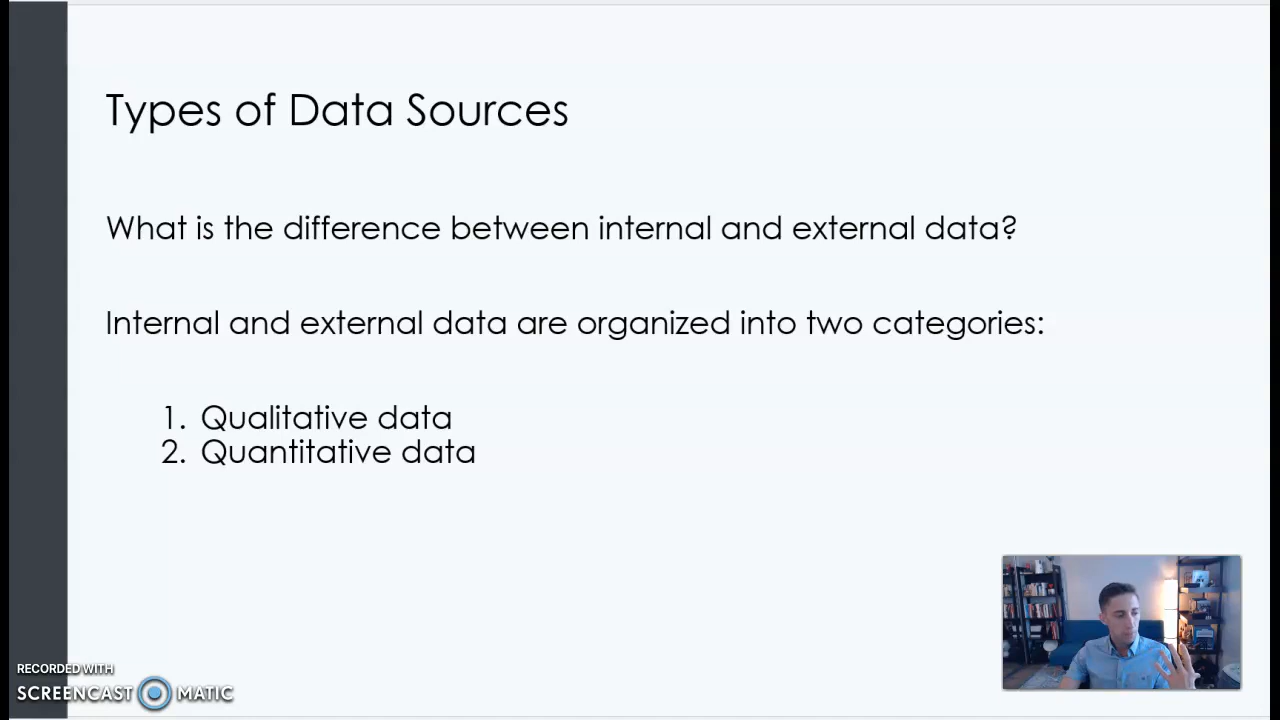 Types of Data Sources
What is the difference between internal and external data?
Internal and external data are organized into two categories:
1. Qualitative data
2. Quantitative data
RECORDED WITH
SCREENCAST MATIC